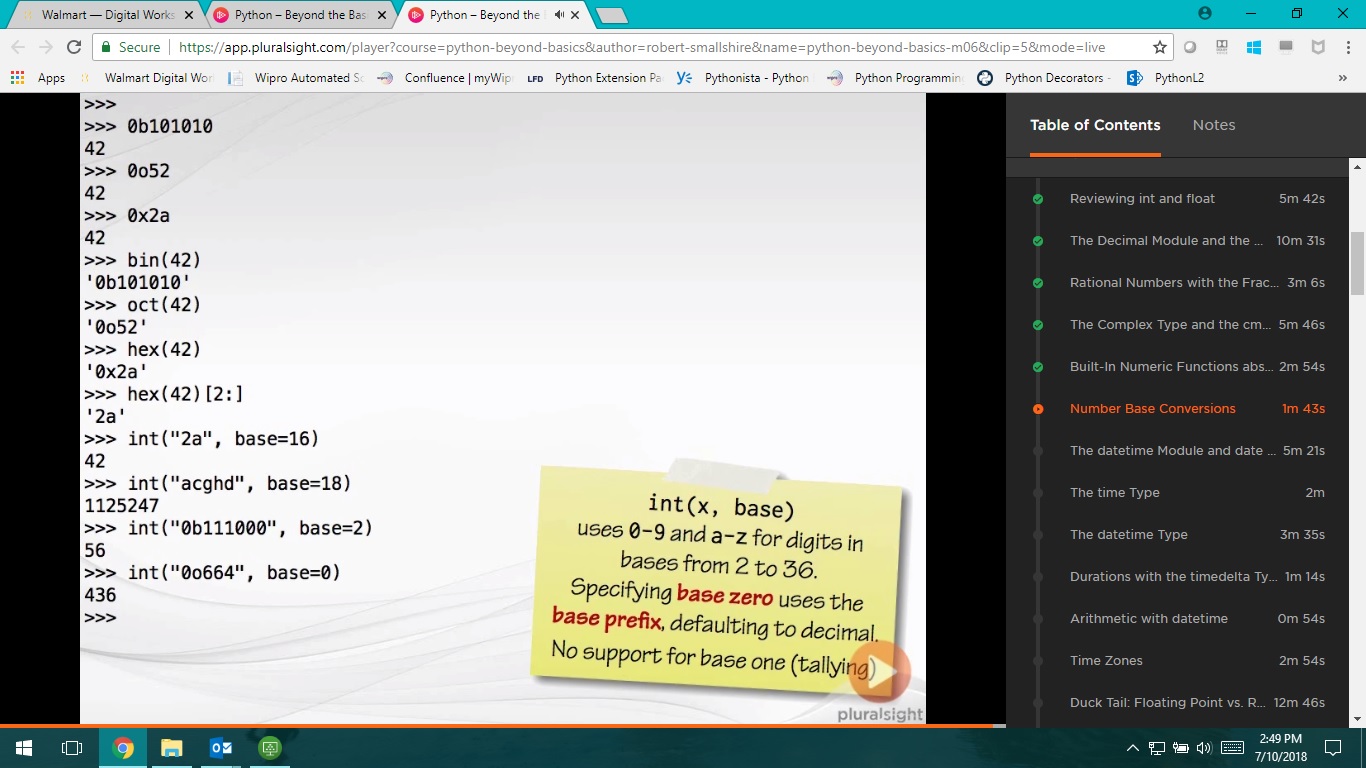 Walmart — Digital Works
Python – Beyond the Bas
Python – Beyond the
Secure
https://app.pluralsight.com/player?course=python-beyond-basics&author=robert-smallshire&name=python-beyond-basics-m06&clip=5&mode=live
Apps
Walmart Digital Wor
Wipro Automated Sc
Confluence | myWip
LFD
Python Extension Pa
Pythonista - Python
Python Programming
Python Decorators -
PythonL2
»
>>>
>>> 0b101010
42
>>> 0o52
42
>>> 0x2a
42
>>> bin(42)
'0b101010'
>>> oct(42)
'0o52'
>>> hex(42)
'0x2a'
>>> hex(42)[2:]
'2a'
>>> int("2a", base=16)
42
>>> int("acghd", base=18)
1125247
>>> int("0b111000", base=2)
56
>>> int("0o664", base=0)
436
>>>
int(x, base)
uses 0-9 and a-z for digits in
bases from 2 to 36.
Specifying base zero uses the
base prefix, defaulting to decimal.
No support for base one (tallying)
pluralsight
Table of Contents
Notes
Reviewing int and float 5m 42s
The Decimal Module and the ... 10m 31s
Rational Numbers with the Frac... 3m 6s
The Complex Type and the cm... 5m 46s
Built-In Numeric Functions abs... 2m 54s
Number Base Conversions 1m 43s
The datetime Module and date ... 5m 21s
The time Type 2m
The datetime Type 3m 35s
Durations with the timedelta Ty... 1m 14s
Arithmetic with datetime 0m 54s
Time Zones 2m 54s
Duck Tail: Floating Point vs. R... 12m 46s
2:49 PM
7/10/2018